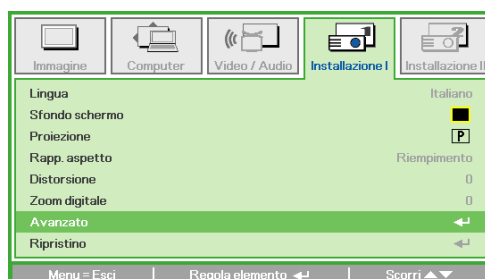 Immagine Computer Video / Audio Installazione I Installazione II
Lingua Italiano
Sfondo schermo
Proiezione P
Rapp. aspetto Riempimento
Distorsione 0
Zoom digitale 0
Avanzato
Ripristino
Menu = Esci | Regola elemento | Scorri ▲▼